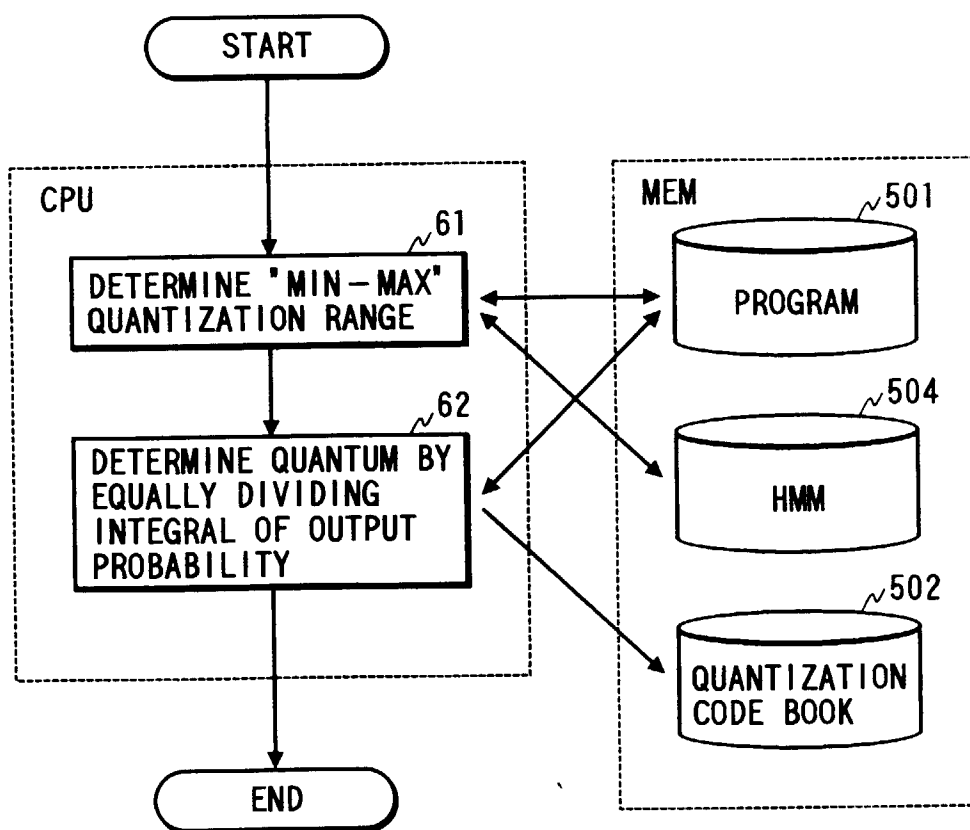 START
CPU
61
DETERMINE "MIN-MAX"
QUANTIZATION RANGE
62
DETERMINE QUANTUM BY
EQUALLY DIVIDING
INTEGRAL OF OUTPUT
PROBABILITY
END
MEM
501
PROGRAM
504
HMM
502
QUANTIZATION
CODE BOOK